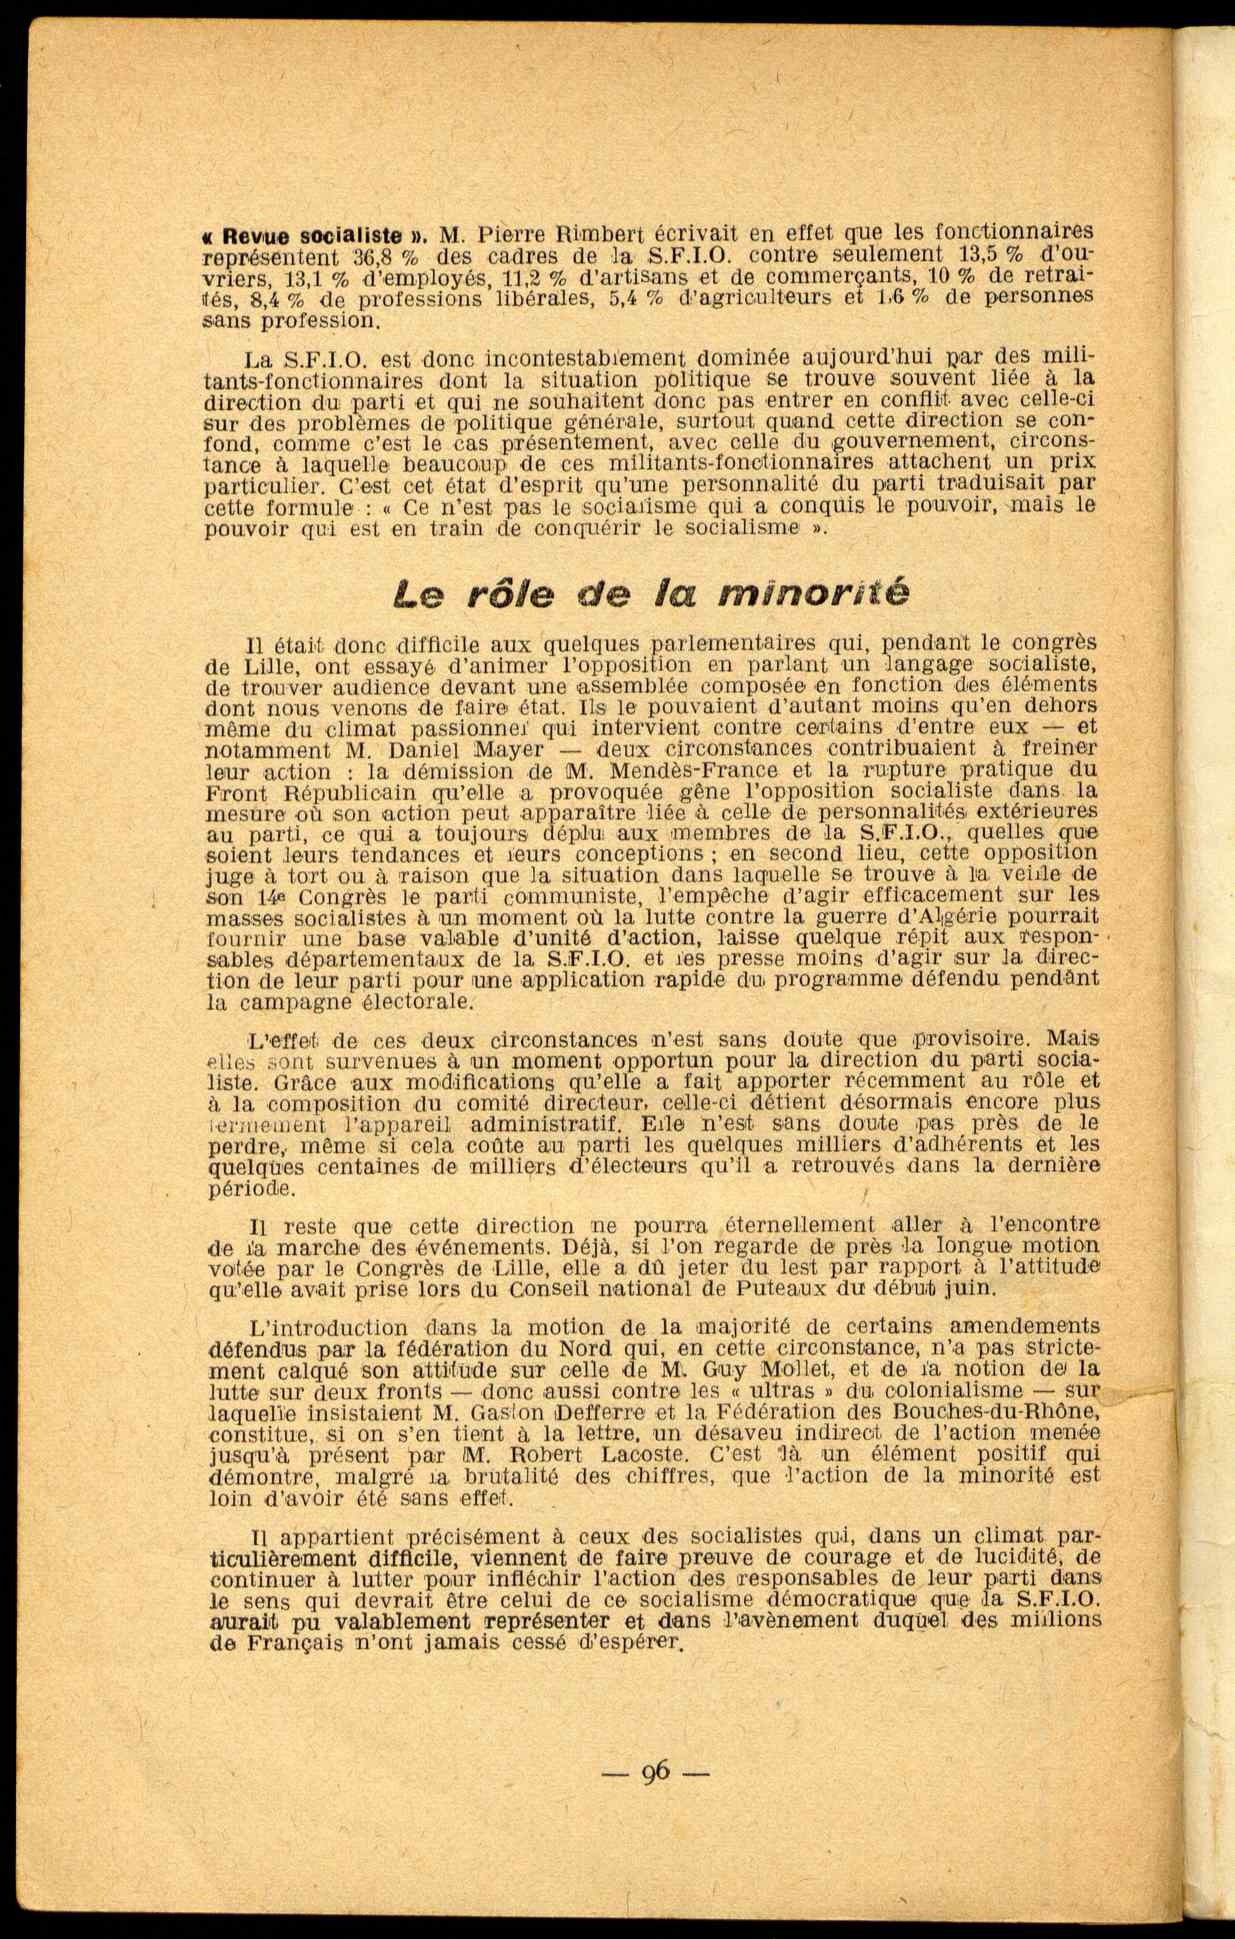 « Revue socialiste ». M. Pierre Rimbert écrivait en effet que les fonctionnaires
représentent 36,8 % des cadres de la S.F.I.O. contre seulement 13,5 % d'ou-
vriers, 13,1 % d'employés, 11,2 % d'artisans et de commerçants, 10 % de retrai-
tés, 8,4 % de professions libérales, 5,4 % d'agriculteurs et 1,6 % de personnes
sans profession.
La S.F.I.O. est donc incontestablement dominée aujourd'hui par des mili-
tants-fonctionnaires dont la situation politique se trouve souvent liée à la
direction du parti et qui ne souhaitent donc pas entrer en conflit avec celle-ci
sur des problèmes de politique générale, surtout quand cette direction se con-
fond, comme c'est le cas présentement, avec celle du gouvernement, circons-
tance à laquelle beaucoup de ces militants-fonctionnaires attachent un prix
particulier. C'est cet état d'esprit qu'une personnalité du parti traduisait par
cette formule : « Ce n'est pas le socialisme qui a conquis le pouvoir, mais le
pouvoir qui est en train de conquérir le socialisme ».
Le rôle de la minorité
Il était donc difficile aux quelques parlementaires qui, pendant le congrès
de Lille, ont essayé d'animer l'opposition en parlant un langage socialiste,
de trouver audience devant une assemblée composée en fonction des éléments
dont nous venons de faire état. Ils le pouvaient d'autant moins qu'en dehors
même du climat passionnel qui intervient contre certains d'entre eux — et
notamment M. Daniel Mayer — deux circonstances contribuaient à freiner
leur action : la démission de M. Mendès-France et la rupture pratique du
Front Républicain qu'elle a provoquée gêne l'opposition socialiste dans la
mesure où son action peut apparaître liée à celle de personnalités extérieures
au parti, ce qui a toujours déplu aux membres de la S.F.I.O., quelles que
soient leurs tendances et leurs conceptions ; en second lieu, cette opposition
juge à tort ou à raison que la situation dans laquelle se trouve à la veille de
son 14e Congrès le parti communiste, l'empêche d'agir efficacement sur les
masses socialistes à un moment où la lutte contre la guerre d'Algérie pourrait
fournir une base valable d'unité d'action, laisse quelque répit aux respon-
sables départementaux de la S.F.I.O. et les presse moins d'agir sur la direc-
tion de leur parti pour une application rapide du programme défendu pendant
la campagne électorale.
L'effet de ces deux circonstances n'est sans doute que provisoire. Mais
elles sont survenues à un moment opportun pour la direction du parti socia-
liste. Grâce aux modifications qu'elle a fait apporter récemment au rôle et
à la composition du comité directeur, celle-ci détient désormais encore plus
fermement l'appareil administratif. Elle n'est sans doute pas près de le
perdre, même si cela coûte au parti les quelques milliers d'adhérents et les
quelques centaines de milliers d'électeurs qu'il a retrouvés dans la dernière
période.
Il reste que cette direction ne pourra éternellement aller à l'encontre
de la marche des événements. Déjà, si l'on regarde de près la longue motion
votée par le Congrès de Lille, elle a dû jeter du lest par rapport à l'attitude
qu'elle avait prise lors du Conseil national de Puteaux du début juin.
L'introduction dans la motion de la majorité de certains amendements
défendus par la fédération du Nord qui, en cette circonstance, n'a pas stricte-
ment calqué son attitude sur celle de M. Guy Mollet, et de la notion de la
lutte sur deux fronts — donc aussi contre les « ultras » du colonialisme — sur
laquelle insistaient M. Gaston Defferre et la Fédération des Bouches-du-Rhône,
constitue, si on s'en tient à la lettre, un désaveu indirect de l'action menée
jusqu'à présent par M. Robert Lacoste. C'est là un élément positif qui
démontre, malgré la brutalité des chiffres, que l'action de la minorité est
loin d'avoir été sans effet.
Il appartient précisément à ceux des socialistes qui, dans un climat par-
ticulièrement difficile, viennent de faire preuve de courage et de lucidité, de
continuer à lutter pour infléchir l'action des responsables de leur parti dans
le sens qui devrait être celui de ce socialisme démocratique que la S.F.I.O.
aurait pu valablement représenter et dans l'avènement duquel des millions
de Français n'ont jamais cessé d'espérer.
— 96 —